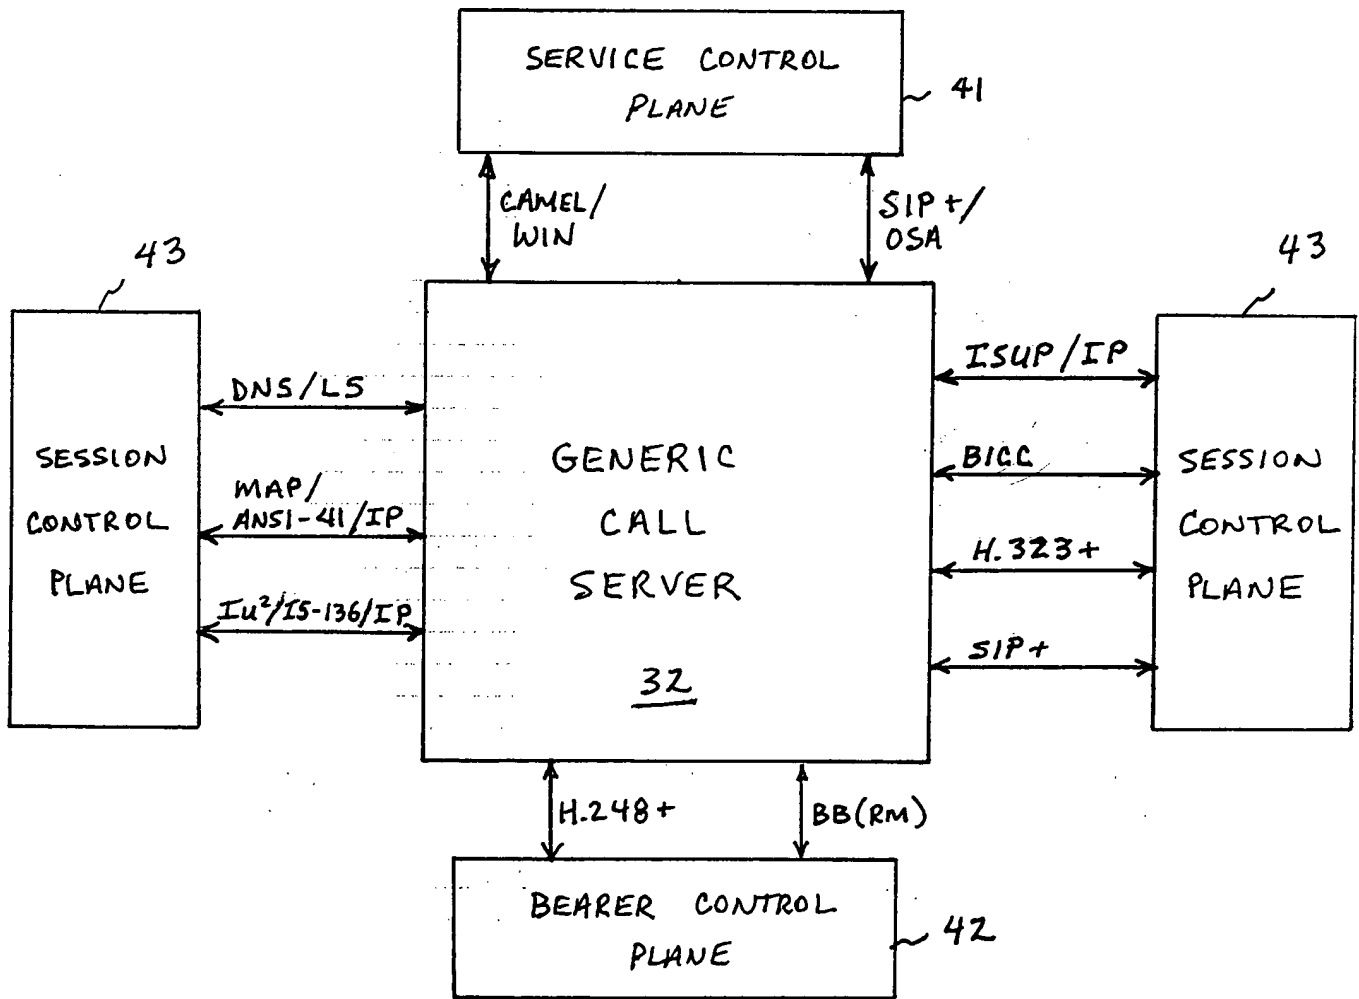 SERVICE CONTROL
PLANE
41
CAMEL/
WIN
SIP+/
OSA
43
43
SESSION
CONTROL
PLANE
DNS/LS
MAP/
ANSI-41/IP
Iu²/IS-136/IP
GENERIC
CALL
SERVER
32
ISUP/IP
BICC
H.323+
SIP+
SESSION
CONTROL
PLANE
H.248+
BB(RM)
BEARER CONTROL
PLANE
42